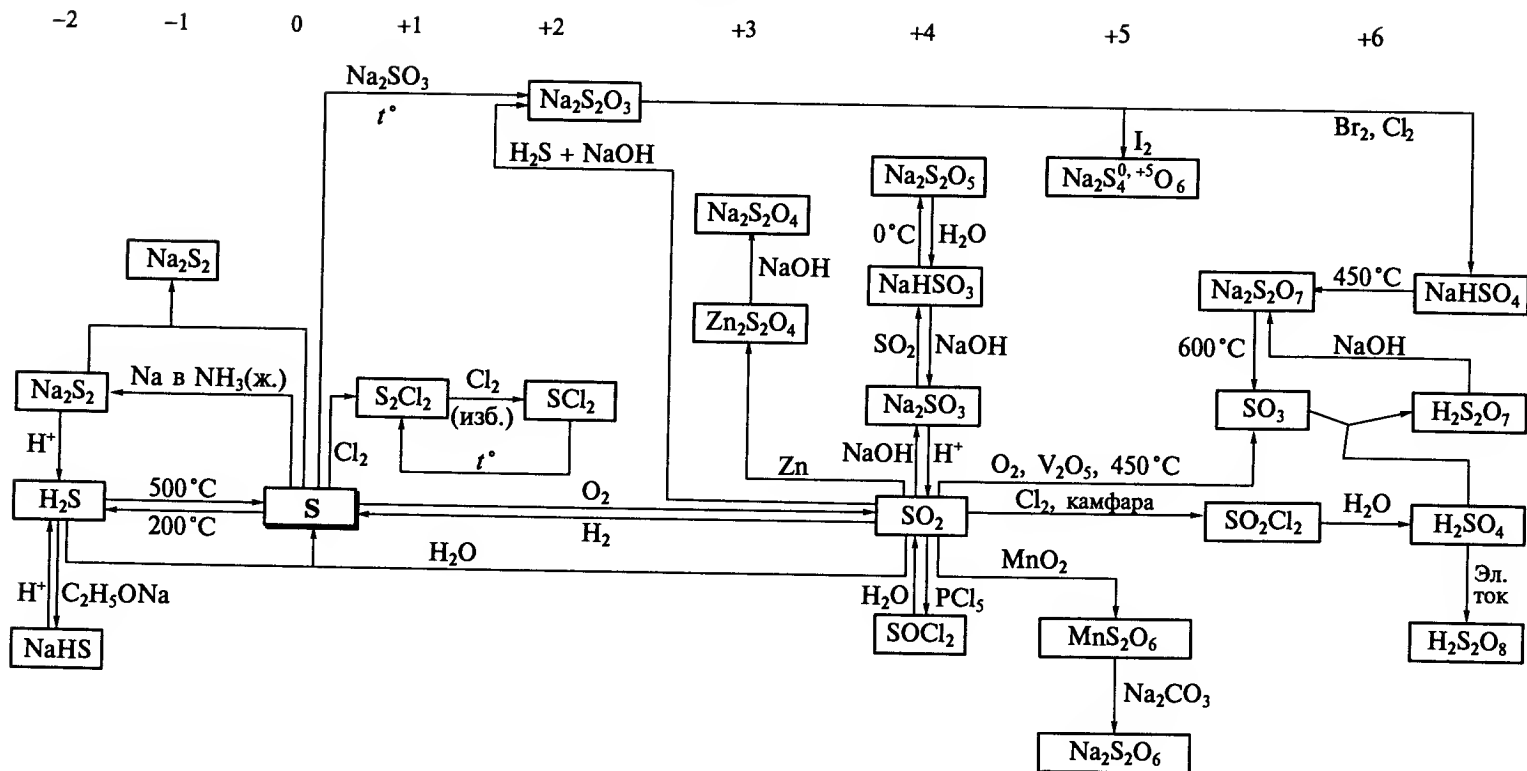 −2 −1 0 +1 +2 +3 +4 +5 +6
Na₂SO₃
t°
Na₂S₂O₃
H₂S + NaOH
I₂
Br₂, Cl₂
Na₂S₄⁰,⁺⁵O₆
Na₂S₂O₅
0°C H₂O
Na₂S₂O₄
NaOH
Na₂S₂
NaHSO₃
Na₂S₂O₇
450°C
NaHSO₄
Zn₂S₂O₄
SO₂ NaOH
600°C
NaOH
Na₂S₂
Na в NH₃(ж.)
S₂Cl₂
Cl₂
(изб.)
SCl₂
Na₂SO₃
SO₃
H₂S₂O₇
H⁺
Cl₂
t°
Zn
NaOH H⁺
O₂, V₂O₅, 450°C
H₂S
500°C
200°C
S
O₂
H₂
SO₂
Cl₂, камфара
SO₂Cl₂
H₂O
H₂SO₄
H₂O
MnO₂
Эл.
ток
H⁺ C₂H₅ONa
H₂O PCl₅
NaHS
SOCl₂
MnS₂O₆
H₂S₂O₈
Na₂CO₃
Na₂S₂O₆